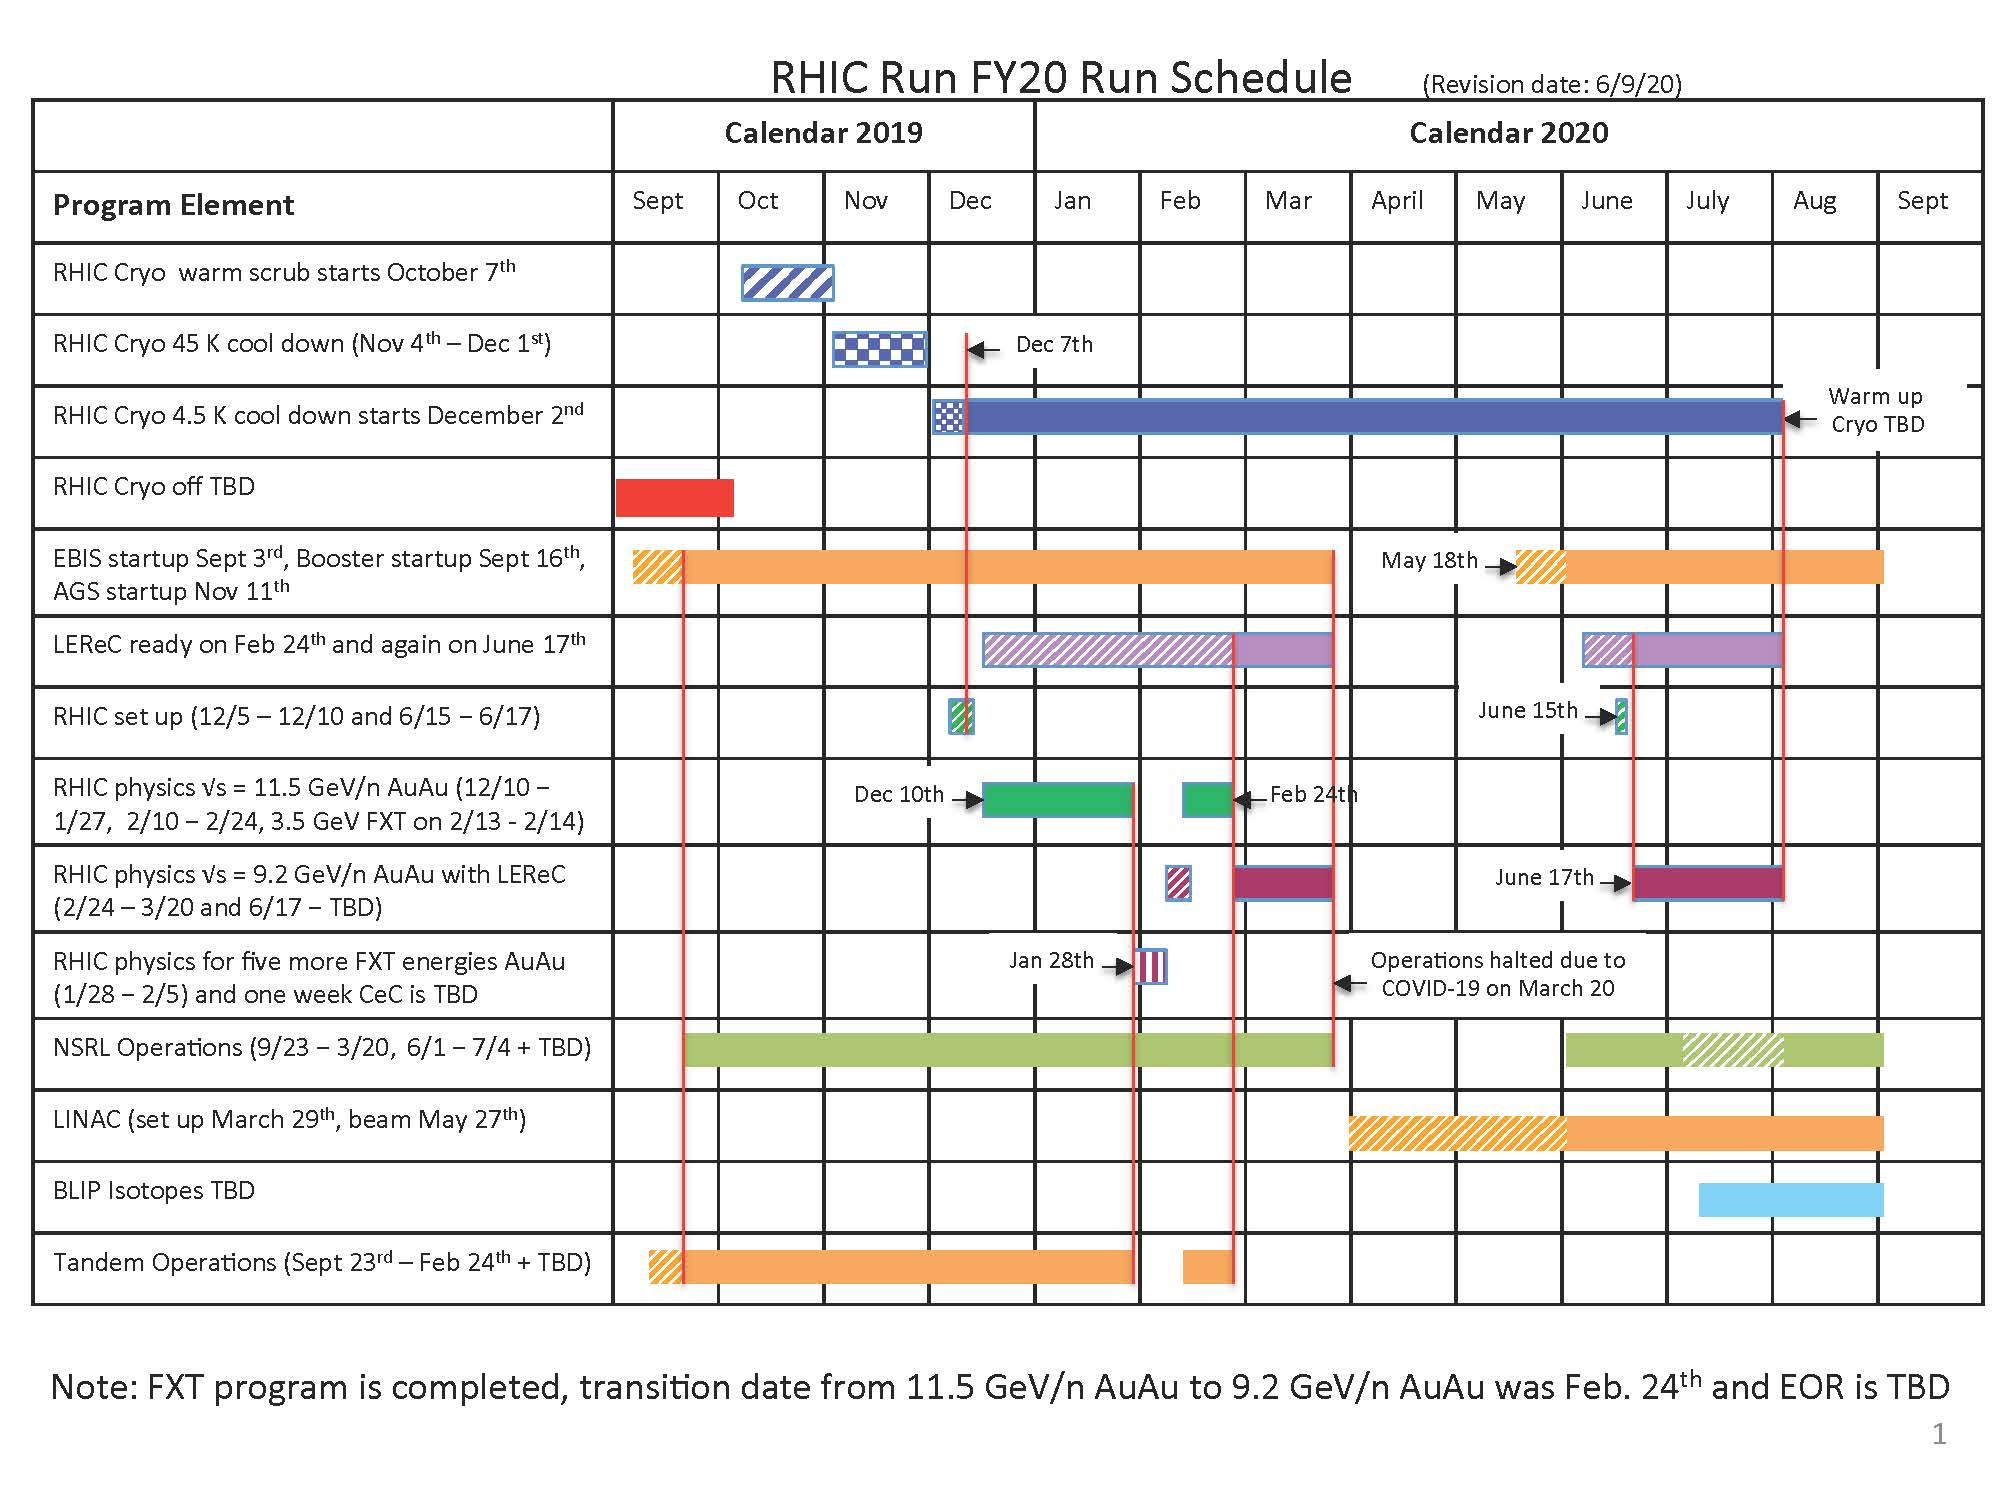 RHIC Run FY20 Run Schedule (Revision date: 6/9/20)
Calendar 2019 Calendar 2020
Program Element Sept Oct Nov Dec Jan Feb Mar April May June July Aug Sept
RHIC Cryo warm scrub starts October 7th
RHIC Cryo 45 K cool down (Nov 4th – Dec 1st)
Dec 7th
RHIC Cryo 4.5 K cool down starts December 2nd
Warm up
Cryo TBD
RHIC Cryo off TBD
EBIS startup Sept 3rd, Booster startup Sept 16th,
AGS startup Nov 11th
May 18th
LEReC ready on Feb 24th and again on June 17th
RHIC set up (12/5 – 12/10 and 6/15 – 6/17)
June 15th
RHIC physics √s = 11.5 GeV/n AuAu (12/10 –
1/27, 2/10 – 2/24, 3.5 GeV FXT on 2/13 - 2/14)
Dec 10th
Feb 24th
RHIC physics √s = 9.2 GeV/n AuAu with LEReC
(2/24 – 3/20 and 6/17 – TBD)
June 17th
RHIC physics for five more FXT energies AuAu
(1/28 – 2/5) and one week CeC is TBD
Jan 28th
Operations halted due to
COVID-19 on March 20
NSRL Operations (9/23 – 3/20, 6/1 – 7/4 + TBD)
LINAC (set up March 29th, beam May 27th)
BLIP Isotopes TBD
Tandem Operations (Sept 23rd – Feb 24th + TBD)
Note: FXT program is completed, transition date from 11.5 GeV/n AuAu to 9.2 GeV/n AuAu was Feb. 24th and EOR is TBD
1